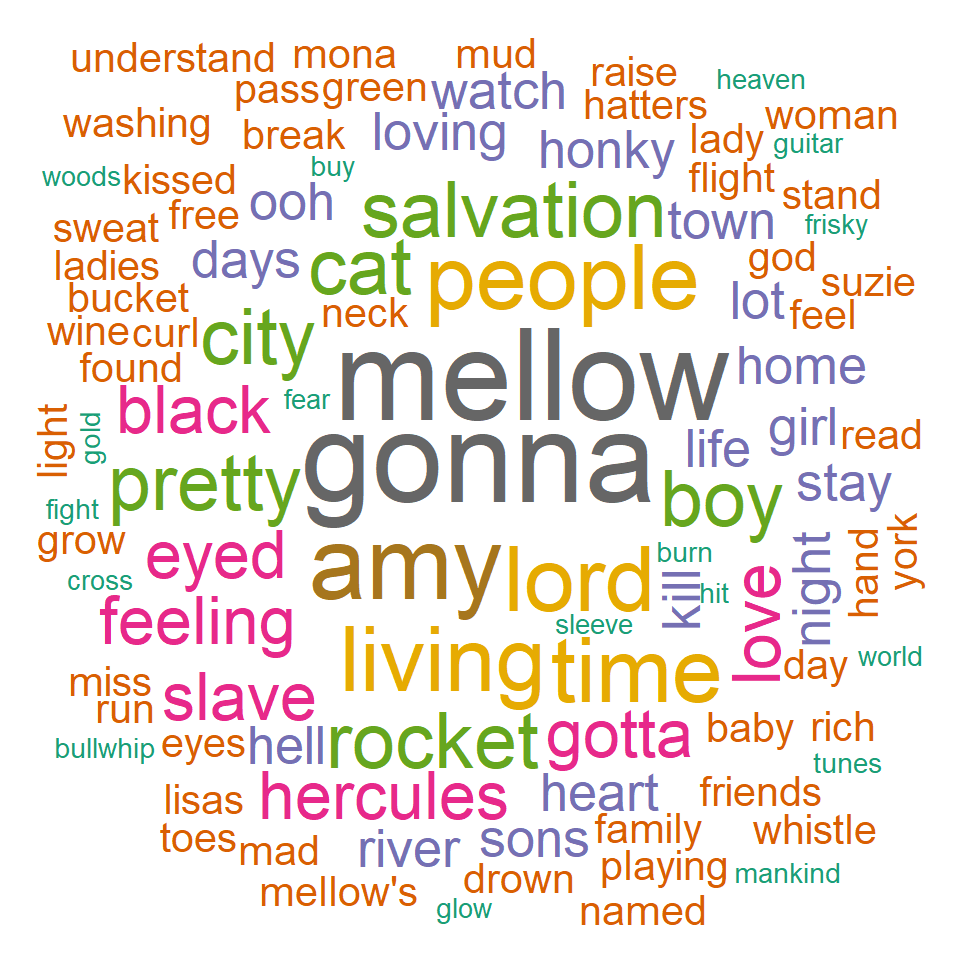 understand mona mud
raise heaven
pass green watch hatters woman
washing break loving honky lady guitar
woods kissed buy flight stand
sweat free ooh salvation town frisky
ladies days cat people god suzie
bucket neck lot feel
wine curl city
found mellow home
light gold black fear girl read
pretty gonna life boy stay
fight
grow eyed amy lord burn kill night hand york
cross hit love
feeling sleeve
living time day world
miss slave
run
bullwhip eyes hell rocket gotta baby rich
tunes
lisas hercules heart friends
toes mad river sons family whistle
mellow's drown playing mankind
glow named